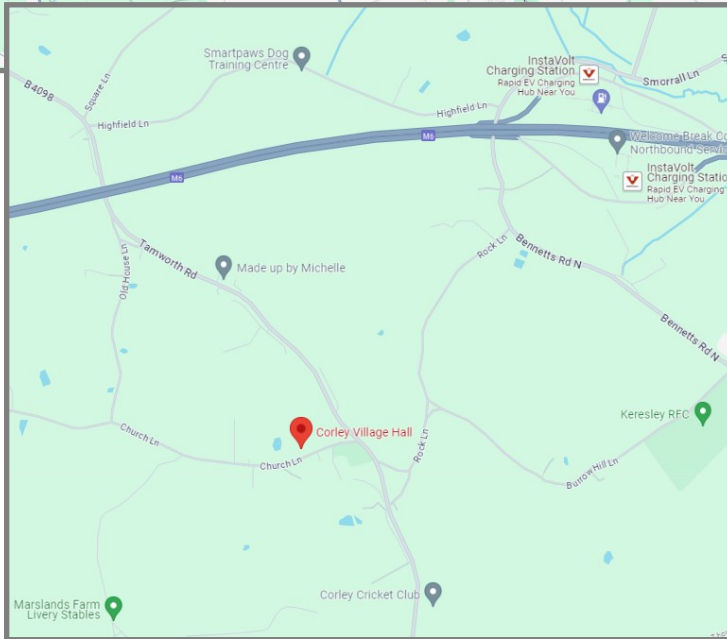 Smartpaws Dog
Training Centre
InstaVolt
Charging Station
Rapid EV Charging
Hub Near You
Smorrall Ln
B4098
Square Ln
Highfield Ln
Highfield Ln
M6
Welcome Break Co
Northbound Servic
InstaVolt
Charging Statio
Rapid EV Charging
Hub Near You
M6
Old House Ln
Tamworth Rd
Made up by Michelle
Rock Ln
Bennetts Rd N
Bennetts Rd N
Keresley RFC
Church Ln
Corley Village Hall
Church Ln
Rock Ln
Burrow Hill Ln
Corley Cricket Club
Marslands Farm
Livery Stables